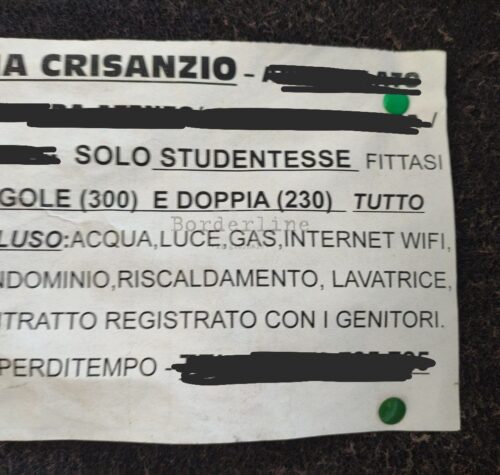 IA CRISANZIO -
SOLO STUDENTESSE FITTASI
GOLE (300) E DOPPIA (230) TUTTO
Borderline
LUSO:ACQUA,LUCE,GAS,INTERNET WIFI,
NDOMINIO,RISCALDAMENTO, LAVATRICE,
NTRATTO REGISTRATO CON I GENITORI.
PERDITEMPO -